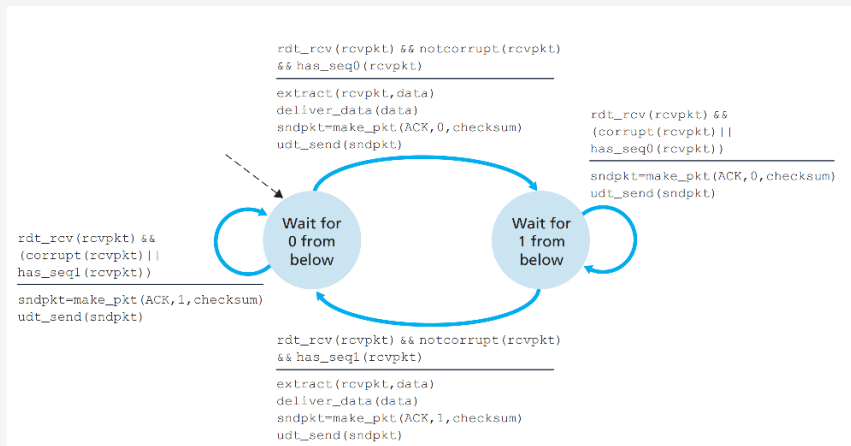 rdt_rcv(rcvpkt) && notcorrupt(rcvpkt)
&& has_seq0(rcvpkt)
extract(rcvpkt,data)
deliver_data(data)
sndpkt=make_pkt(ACK,0,checksum)
udt_send(sndpkt)
rdt_rcv(rcvpkt) &&
(corrupt(rcvpkt)||
has_seq0(rcvpkt))
sndpkt=make_pkt(ACK,0,checksum)
udt_send(sndpkt)
Wait for
0 from
below
Wait for
1 from
below
rdt_rcv(rcvpkt) &&
(corrupt(rcvpkt)||
has_seq1(rcvpkt))
sndpkt=make_pkt(ACK,1,checksum)
udt_send(sndpkt)
rdt_rcv(rcvpkt) && notcorrupt(rcvpkt)
&& has_seq1(rcvpkt)
extract(rcvpkt,data)
deliver_data(data)
sndpkt=make_pkt(ACK,1,checksum)
udt_send(sndpkt)